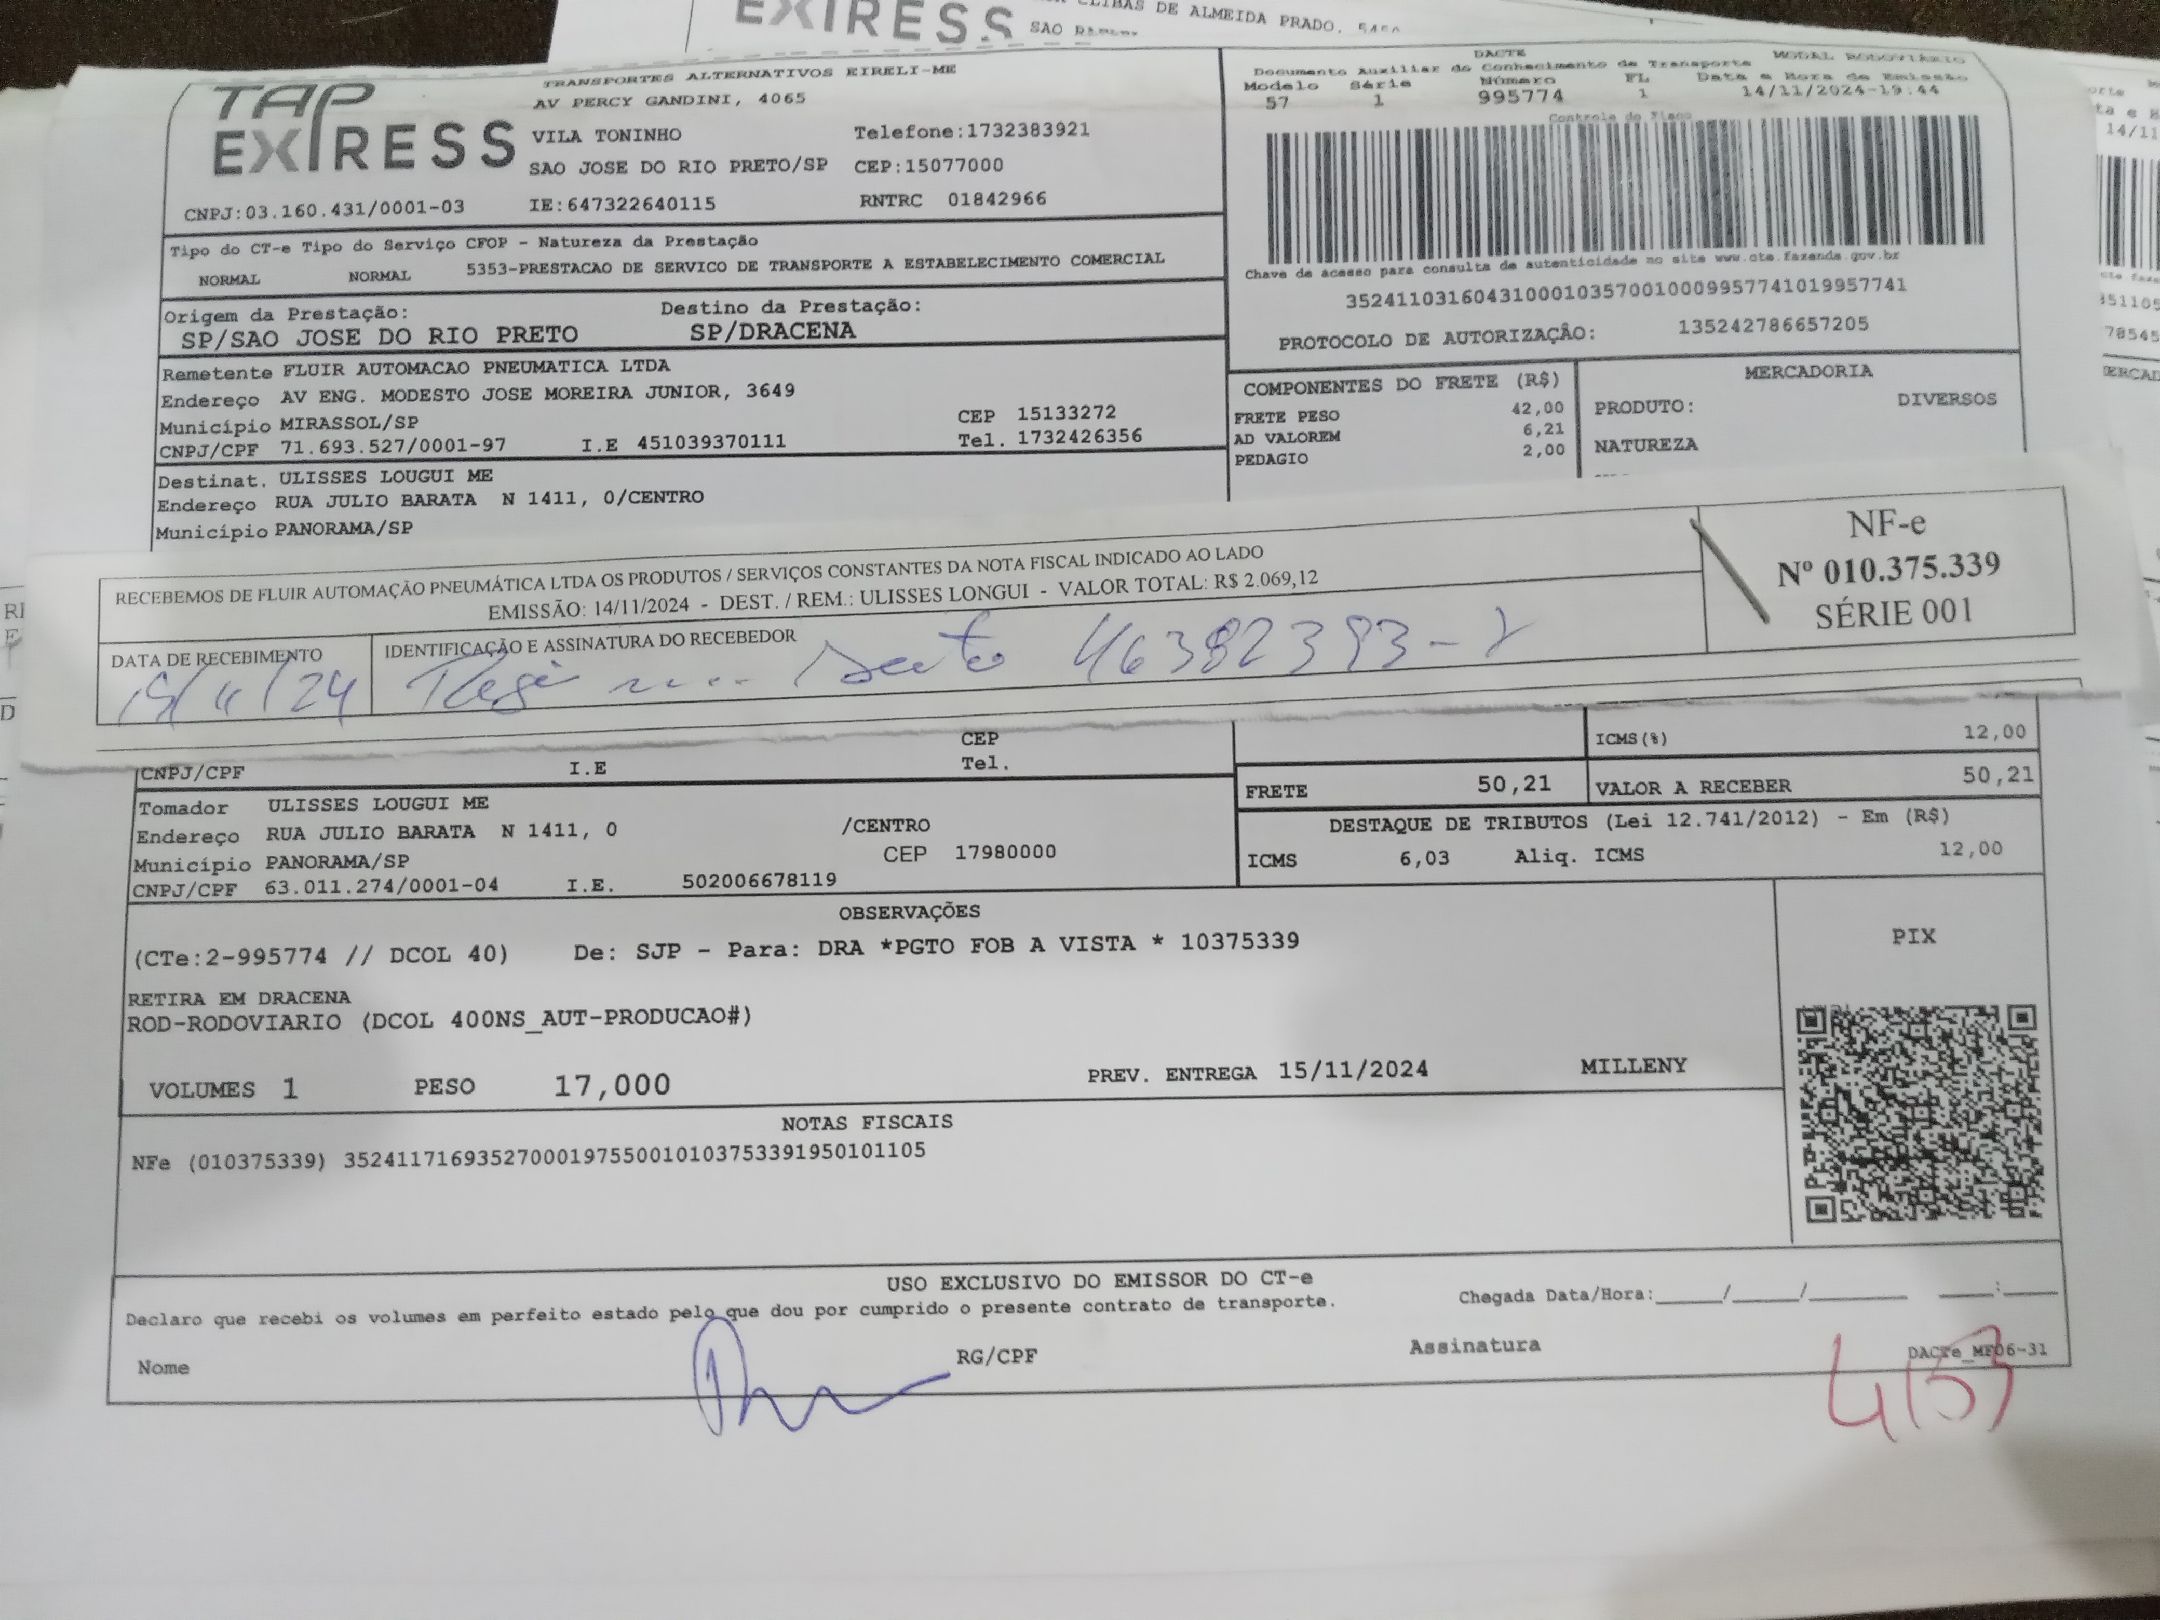 EXPRESS
DE ALMEIDA PRADO,
SAO
TAP
EXPRESS
TRANSPORTES ALTERNATIVOS EIRELI-ME
AV PERCY GANDINI, 4065
VILA TONINHO Telefone:1732383921
SAO JOSE DO RIO PRETO/SP CEP:15077000
CNPJ:03.160.431/0001-03 IE:647322640115 RNTRC 01842966
DACTE MODAL RODOVIÁRIO
Documento Auxiliar do Conhecimento de Transporte
Modelo Série Número FL Data e Hora de Emissão
57 1 995774 1 14/11/2024-19:44
Controle do Fisco
Chave de acesso para consulta de autenticidade no site www.cte.fazenda.gov.br
35241103160431000103570010009957741019957741
PROTOCOLO DE AUTORIZAÇÃO: 135242786657205
Tipo do CT-e Tipo do Serviço CFOP - Natureza da Prestação
NORMAL NORMAL 5353-PRESTACAO DE SERVICO DE TRANSPORTE A ESTABELECIMENTO COMERCIAL
Origem da Prestação: Destino da Prestação:
SP/SAO JOSE DO RIO PRETO SP/DRACENA
Remetente FLUIR AUTOMACAO PNEUMATICA LTDA
Endereço AV ENG. MODESTO JOSE MOREIRA JUNIOR, 3649
Município MIRASSOL/SP CEP 15133272
CNPJ/CPF 71.693.527/0001-97 I.E 451039370111 Tel. 1732426356
COMPONENTES DO FRETE (R$)
FRETE PESO 42,00
AD VALOREM 6,21
PEDAGIO 2,00
MERCADORIA
PRODUTO: DIVERSOS
NATUREZA
Destinat. ULISSES LOUGUI ME
Endereço RUA JULIO BARATA N 1411, 0/CENTRO
Município PANORAMA/SP
RECEBEMOS DE FLUIR AUTOMAÇÃO PNEUMÁTICA LTDA OS PRODUTOS / SERVIÇOS CONSTANTES DA NOTA FISCAL INDICADO AO LADO
EMISSÃO: 14/11/2024 - DEST. / REM.: ULISSES LONGUI - VALOR TOTAL: R$ 2.069,12
NF-e
Nº 010.375.339
SÉRIE 001
DATA DE RECEBIMENTO IDENTIFICAÇÃO E ASSINATURA DO RECEBEDOR
CEP
CNPJ/CPF I.E Tel.
ICMS(%) 12,00
FRETE 50,21 VALOR A RECEBER 50,21
Tomador ULISSES LOUGUI ME
Endereço RUA JULIO BARATA N 1411, 0 /CENTRO
Município PANORAMA/SP CEP 17980000
CNPJ/CPF 63.011.274/0001-04 I.E. 502006678119
DESTAQUE DE TRIBUTOS (Lei 12.741/2012) - Em (R$)
ICMS 6,03 Aliq. ICMS 12,00
OBSERVAÇÕES
(CTe:2-995774 // DCOL 40) De: SJP - Para: DRA *PGTO FOB A VISTA * 10375339
RETIRA EM DRACENA
ROD-RODOVIARIO (DCOL 400NS_AUT-PRODUCAO#)
VOLUMES 1 PESO 17,000 PREV. ENTREGA 15/11/2024 MILLENY
PIX
NOTAS FISCAIS
NFe (010375339) 35241171693527000197550010103753391950101105
USO EXCLUSIVO DO EMISSOR DO CT-e
Declaro que recebi os volumes em perfeito estado pelo que dou por cumprido o presente contrato de transporte.
Chegada Data/Hora:_____/_____/_______ ____:____
Nome RG/CPF Assinatura DACTe_MF06-31